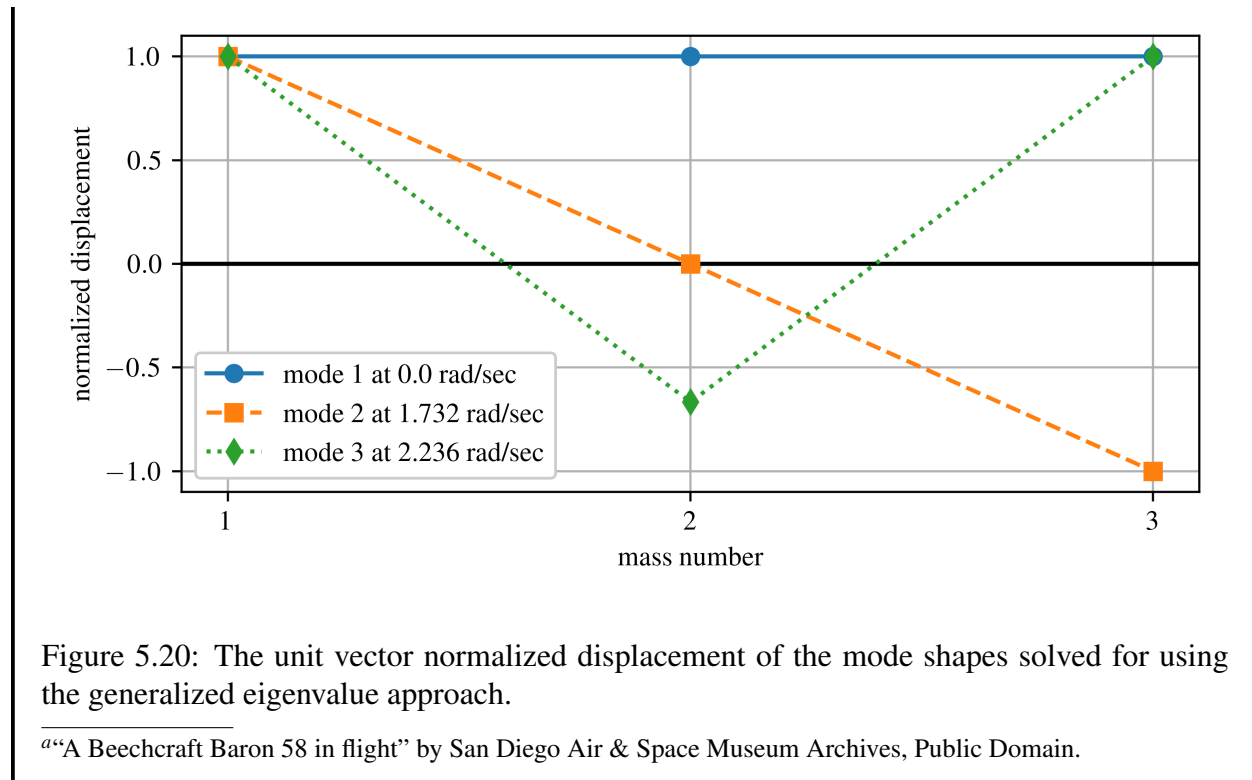 1.0
0.5
0.0
−0.5
−1.0
normalized displacement
mode 1 at 0.0 rad/sec
mode 2 at 1.732 rad/sec
mode 3 at 2.236 rad/sec
1 2 3
mass number
Figure 5.20: The unit vector normalized displacement of the mode shapes solved for using
the generalized eigenvalue approach.
a“A Beechcraft Baron 58 in flight” by San Diego Air & Space Museum Archives, Public Domain.